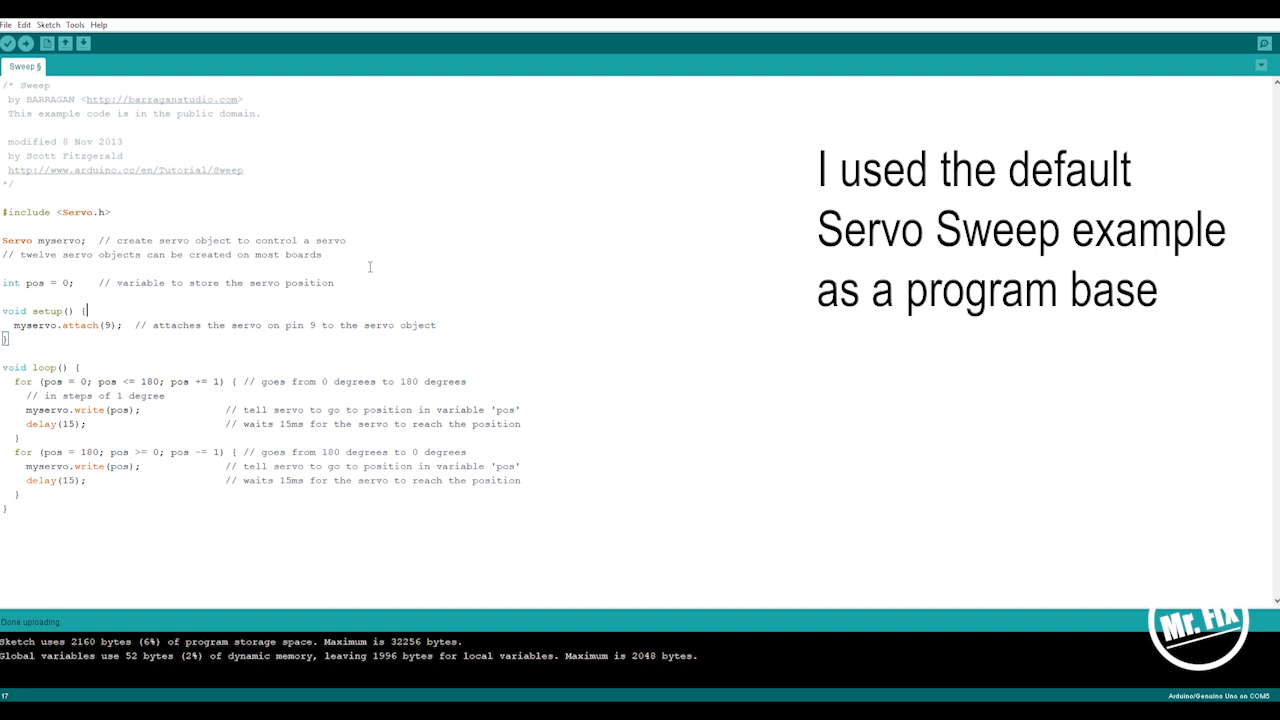 File Edit Sketch Tools Help
Sweep §
/* Sweep
by BARRAGAN <http://barraganstudio.com>
This example code is in the public domain.
modified 8 Nov 2013
by Scott Fitzgerald
http://www.arduino.cc/en/Tutorial/Sweep
*/
#include <Servo.h>
Servo myservo;  // create servo object to control a servo
// twelve servo objects can be created on most boards
int pos = 0;    // variable to store the servo position
void setup() {
  myservo.attach(9);  // attaches the servo on pin 9 to the servo object
}
void loop() {
  for (pos = 0; pos <= 180; pos += 1) { // goes from 0 degrees to 180 degrees
    // in steps of 1 degree
    myservo.write(pos);              // tell servo to go to position in variable 'pos'
    delay(15);                       // waits 15ms for the servo to reach the position
  }
  for (pos = 180; pos >= 0; pos -= 1) { // goes from 180 degrees to 0 degrees
    myservo.write(pos);              // tell servo to go to position in variable 'pos'
    delay(15);                       // waits 15ms for the servo to reach the position
  }
}
I used the default
Servo Sweep example
as a program base
Done uploading.
Sketch uses 2160 bytes (6%) of program storage space. Maximum is 32256 bytes.
Global variables use 52 bytes (2%) of dynamic memory, leaving 1996 bytes for local variables. Maximum is 2048 bytes.
Mr. FIX
17
Arduino/Genuino Uno on COM5